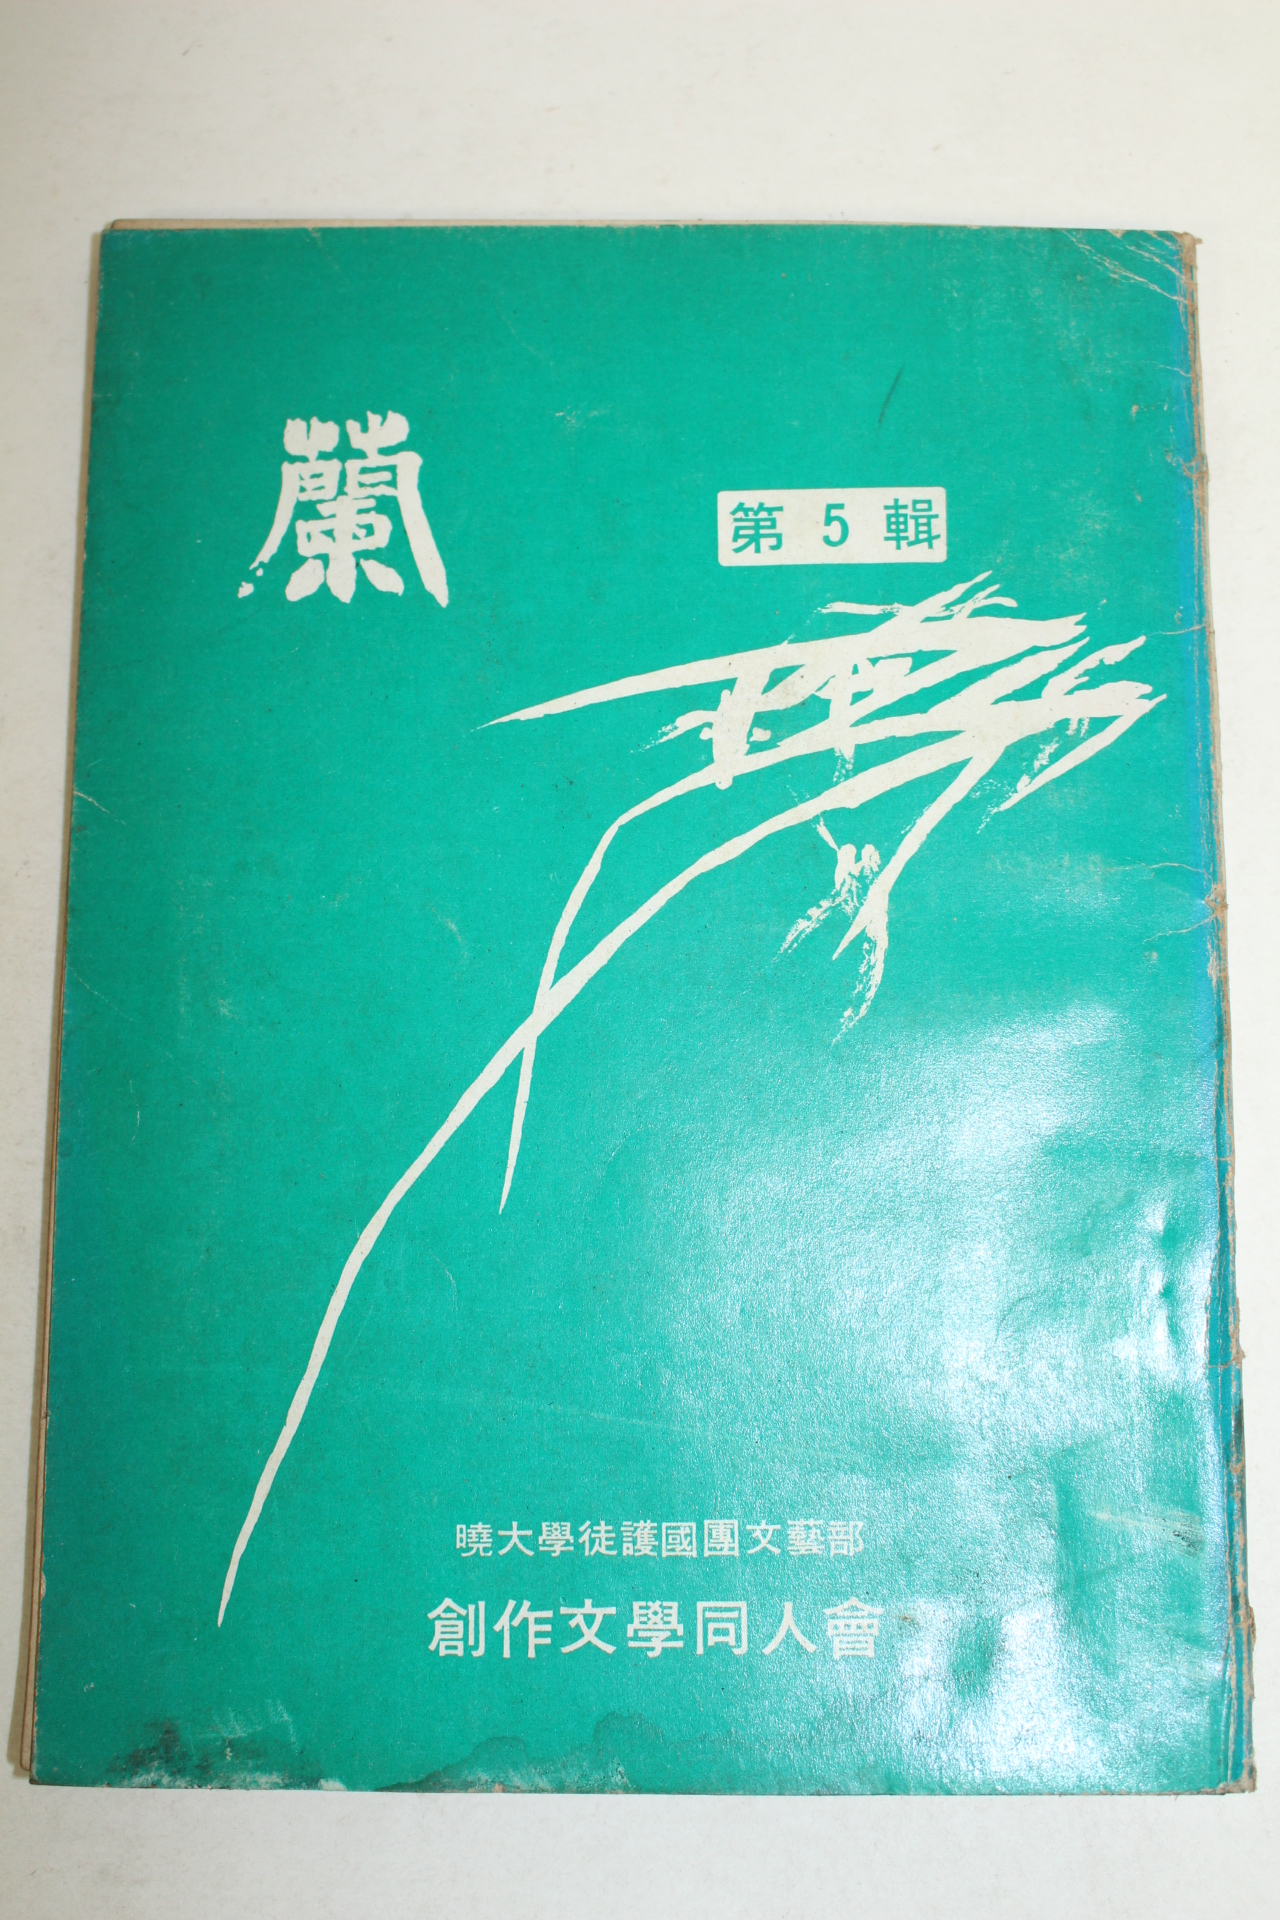 蘭
第 5 輯
曉大學徒護國團文藝部
創作文學同人會